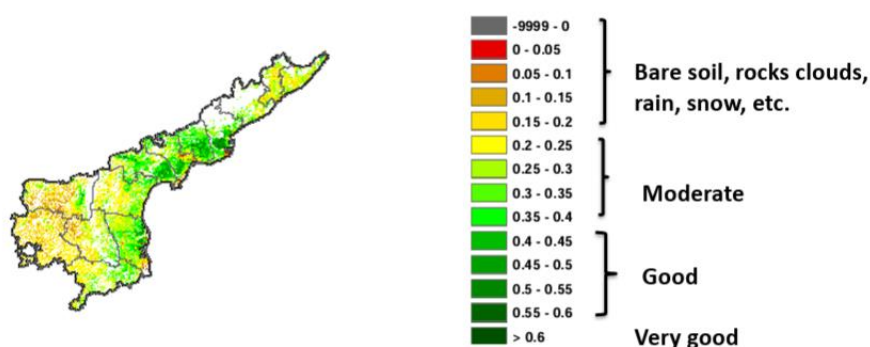 -9999 - 0
0 - 0.05
0.05 - 0.1
0.1 - 0.15
0.15 - 0.2
0.2 - 0.25
0.25 - 0.3
0.3 - 0.35
0.35 - 0.4
0.4 - 0.45
0.45 - 0.5
0.5 - 0.55
0.55 - 0.6
> 0.6
Bare soil, rocks clouds,
rain, snow, etc.
Moderate
Good
Very good